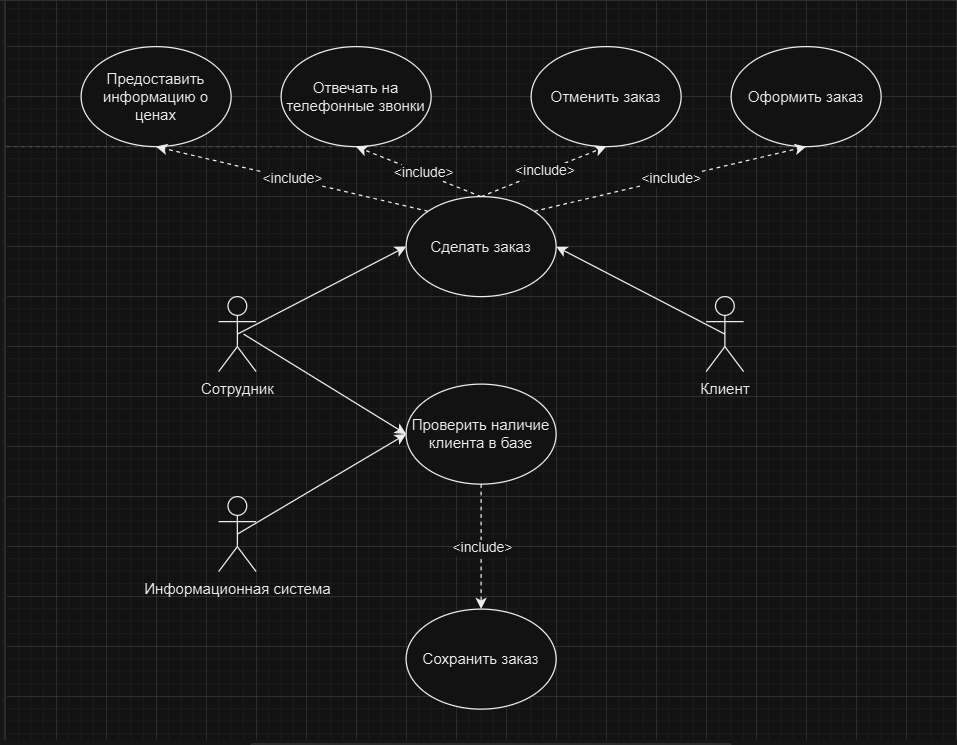 Предоставить
информацию о
ценах
Отвечать на
телефонные звонки
Отменить заказ
Оформить заказ
<include>
<include>
<include>
<include>
Сделать заказ
Сотрудник
Клиент
Проверить наличие
клиента в базе
<include>
Информационная система
Сохранить заказ